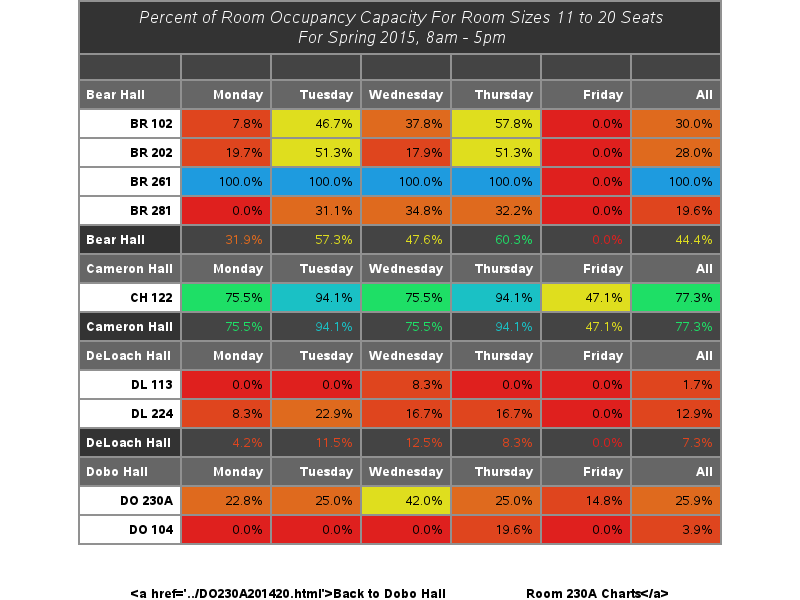 Percent of Room Occupancy Capacity For Room Sizes 11 to 20 Seats
For Spring 2015, 8am - 5pm
Bear Hall Monday Tuesday Wednesday Thursday Friday All
BR 102 7.8% 46.7% 37.8% 57.8% 0.0% 30.0%
BR 202 19.7% 51.3% 17.9% 51.3% 0.0% 28.0%
BR 261 100.0% 100.0% 100.0% 100.0% 0.0% 100.0%
BR 281 0.0% 31.1% 34.8% 32.2% 0.0% 19.6%
Bear Hall 31.9% 57.3% 47.6% 60.3% 0.0% 44.4%
Cameron Hall Monday Tuesday Wednesday Thursday Friday All
CH 122 75.5% 94.1% 75.5% 94.1% 47.1% 77.3%
Cameron Hall 75.5% 94.1% 75.5% 94.1% 47.1% 77.3%
DeLoach Hall Monday Tuesday Wednesday Thursday Friday All
DL 113 0.0% 0.0% 8.3% 0.0% 0.0% 1.7%
DL 224 8.3% 22.9% 16.7% 16.7% 0.0% 12.9%
DeLoach Hall 4.2% 11.5% 12.5% 8.3% 0.0% 7.3%
Dobo Hall Monday Tuesday Wednesday Thursday Friday All
DO 230A 22.8% 25.0% 42.0% 25.0% 14.8% 25.9%
DO 104 0.0% 0.0% 0.0% 19.6% 0.0% 3.9%
<a href='../DO230A201420.html'>Back to Dobo Hall Room 230A Charts</a>